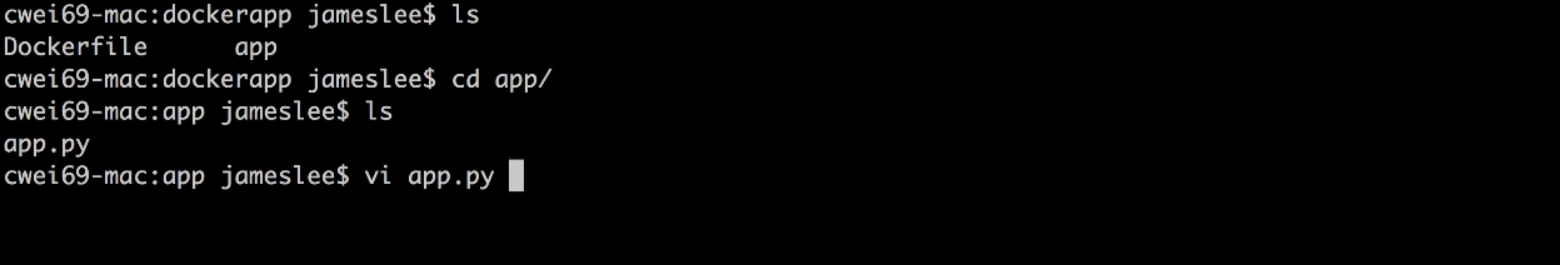 cwei69-mac:dockerapp jameslee$ ls
Dockerfile      app
cwei69-mac:dockerapp jameslee$ cd app/
cwei69-mac:app jameslee$ ls
app.py
cwei69-mac:app jameslee$ vi app.py